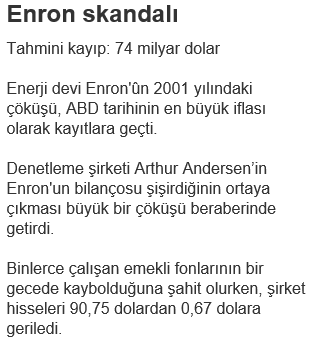 Enron skandalı
Tahmini kayıp: 74 milyar dolar
Enerji devi Enron'ûn 2001 yılındaki
çöküşü, ABD tarihinin en büyük iflası
olarak kayıtlara geçti.
Denetleme şirketi Arthur Andersen’in
Enron'un bilançosu şişirdiğinin ortaya
çıkması büyük bir çöküşü beraberinde
getirdi.
Binlerce çalışan emekli fonlarının bir
gecede kaybolduğuna şahit olurken, şirket
hisseleri 90,75 dolardan 0,67 dolara
geriledi.